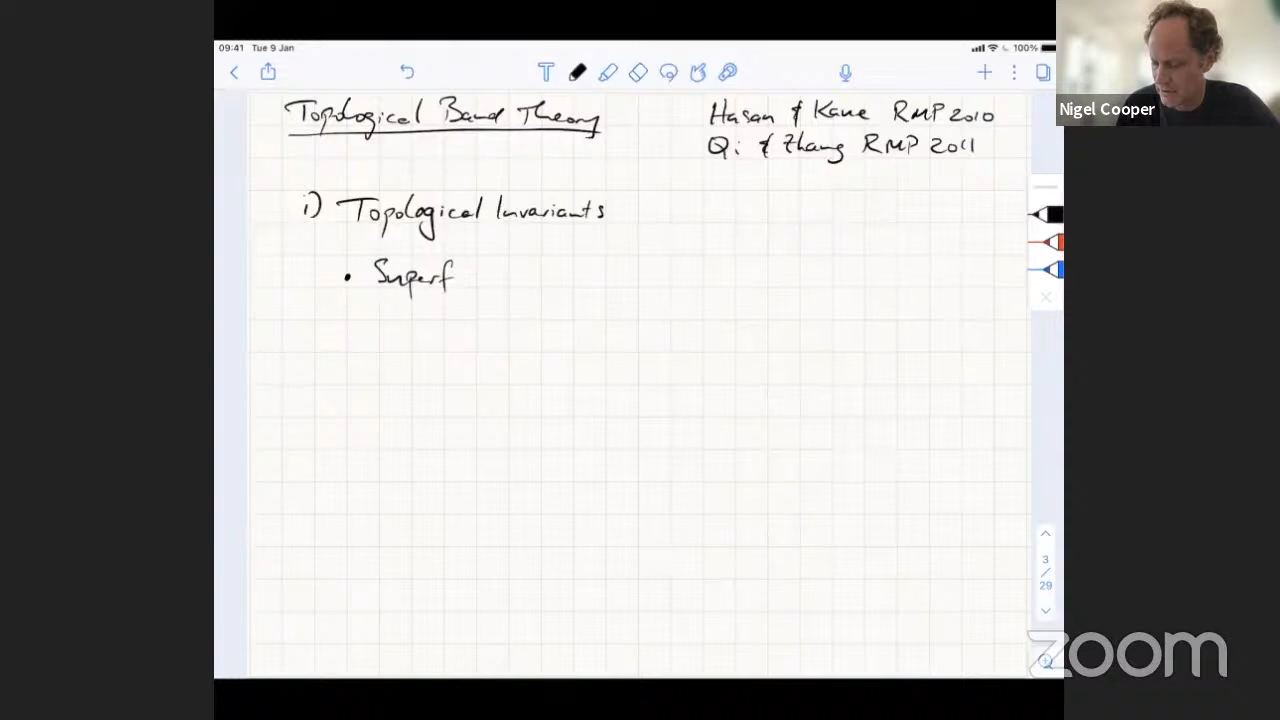 09:41 Tue 9 Jan
100%
Nigel Cooper
Topological Band Theory
Hasan & Kane RMP 2010
Qi & Zhang RMP 2011
i) Topological Invariants
• Superf
3
/
29
zoom